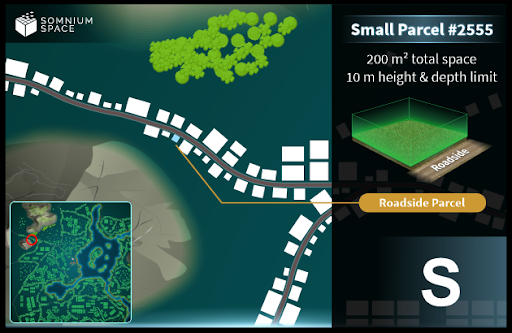 SOMNIUM
SPACE
Small Parcel #2555
200 m² total space
10 m height & depth limit
Roadside
Roadside Parcel
S